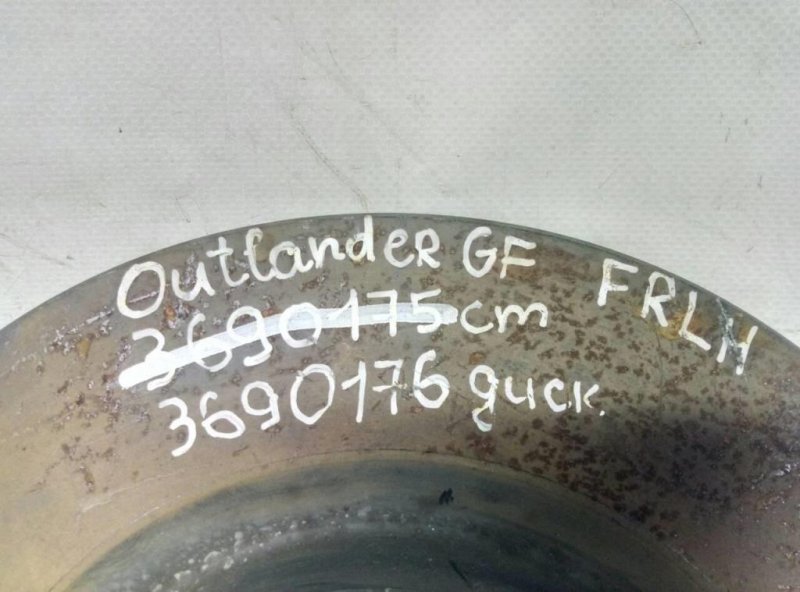 OutlandeR GF FRLH
3690175 cm
3690176 диск.